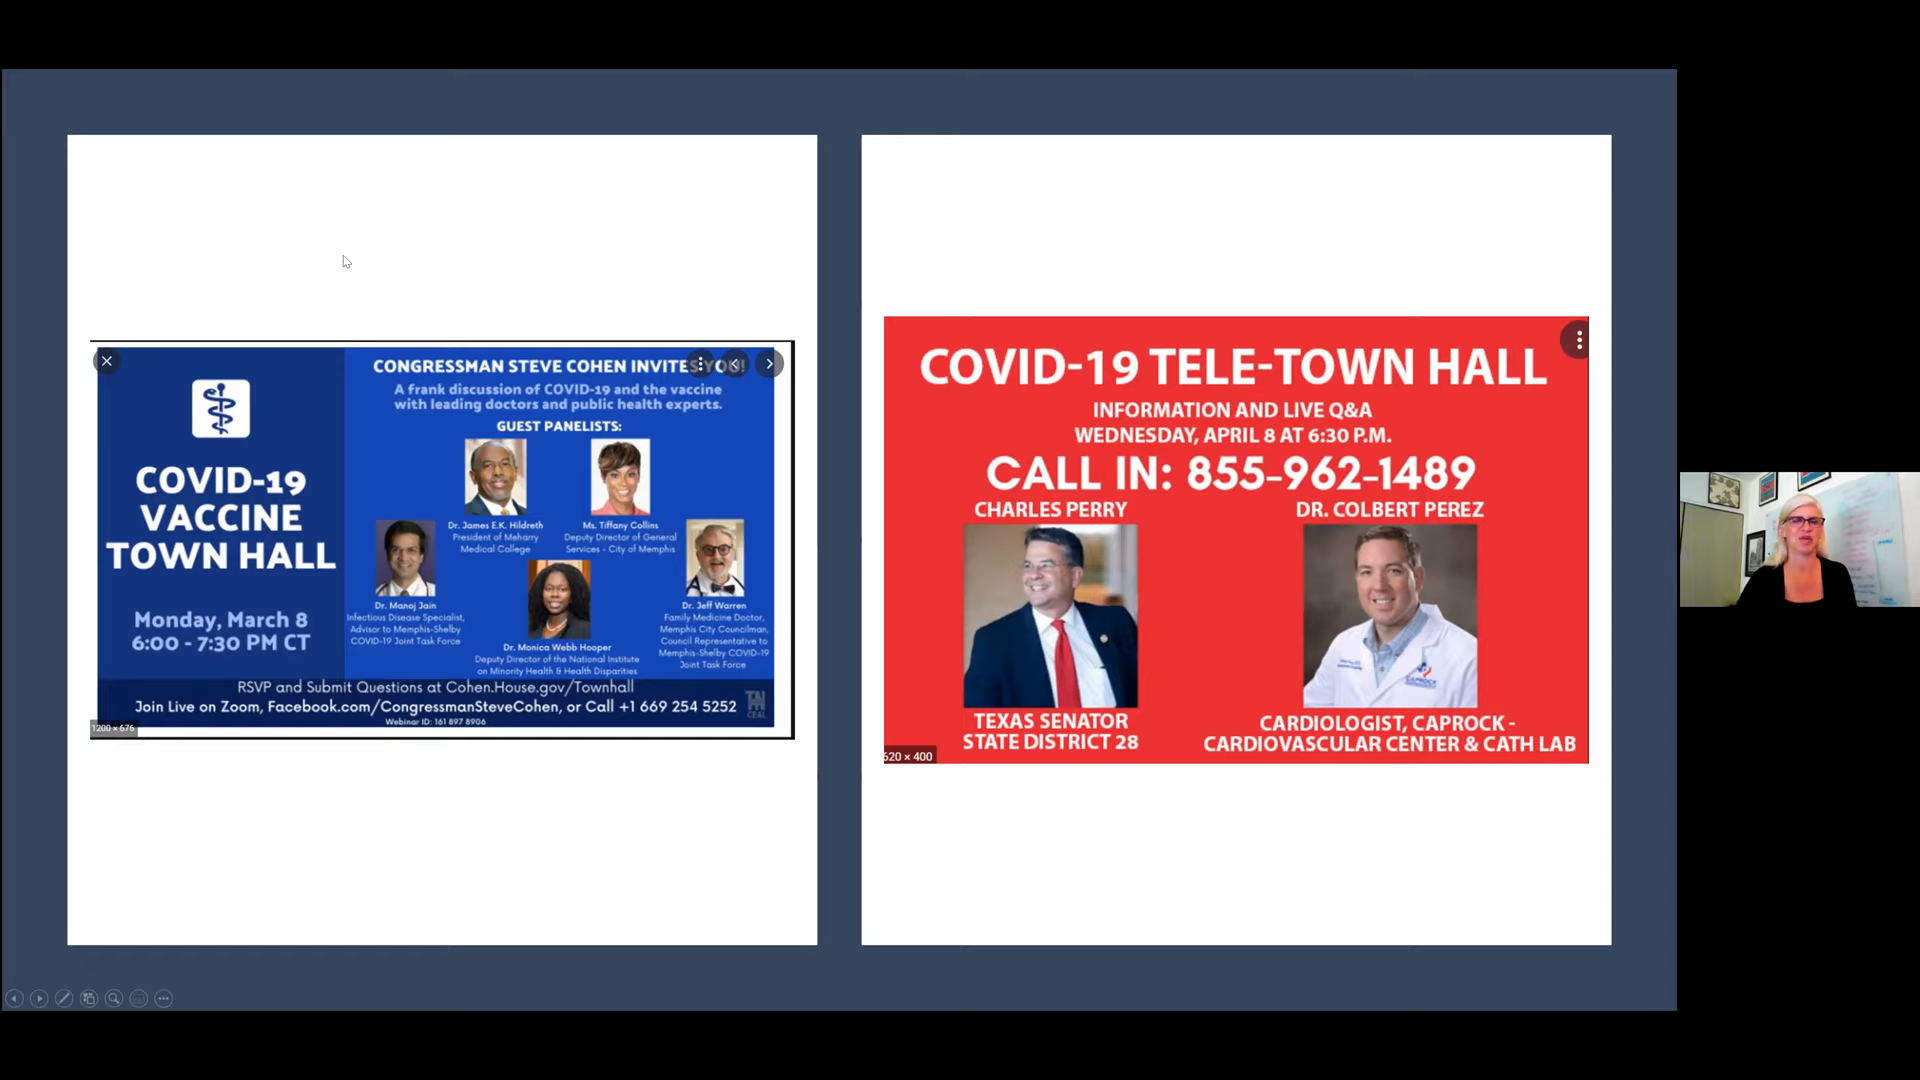 COVID-19
VACCINE
TOWN HALL
Monday, March 8
6:00 - 7:30 PM CT
CONGRESSMAN STEVE COHEN INVITES YOU!
A frank discussion of COVID-19 and the vaccine
with leading doctors and public health experts.
GUEST PANELISTS:
Dr. James E.K. Hildreth
President of Meharry
Medical College
Ms. Tiffany Collins
Deputy Director of General
Services - City of Memphis
Dr. Manoj Jain
Infectious Disease Specialist,
Advisor to Memphis-Shelby
COVID-19 Joint Task Force
Dr. Monica Webb Hooper
Deputy Director of the National Institute
on Minority Health & Health Disparities
Dr. Jeff Warren
Family Medicine Doctor,
Memphis City Councilman,
Council Representative to
Memphis-Shelby COVID-19
Joint Task Force
RSVP and Submit Questions at Cohen.House.gov/Townhall
Join Live on Zoom, Facebook.com/CongressmanSteveCohen, or Call +1 669 254 5252
Webinar ID: 161 897 8906
TN
CEAL
1200 × 676
COVID-19 TELE-TOWN HALL
INFORMATION AND LIVE Q&A
WEDNESDAY, APRIL 8 AT 6:30 P.M.
CALL IN: 855-962-1489
CHARLES PERRY
TEXAS SENATOR
STATE DISTRICT 28
DR. COLBERT PEREZ
CAPROCK
CARDIOLOGIST, CAPROCK -
CARDIOVASCULAR CENTER & CATH LAB
620 × 400